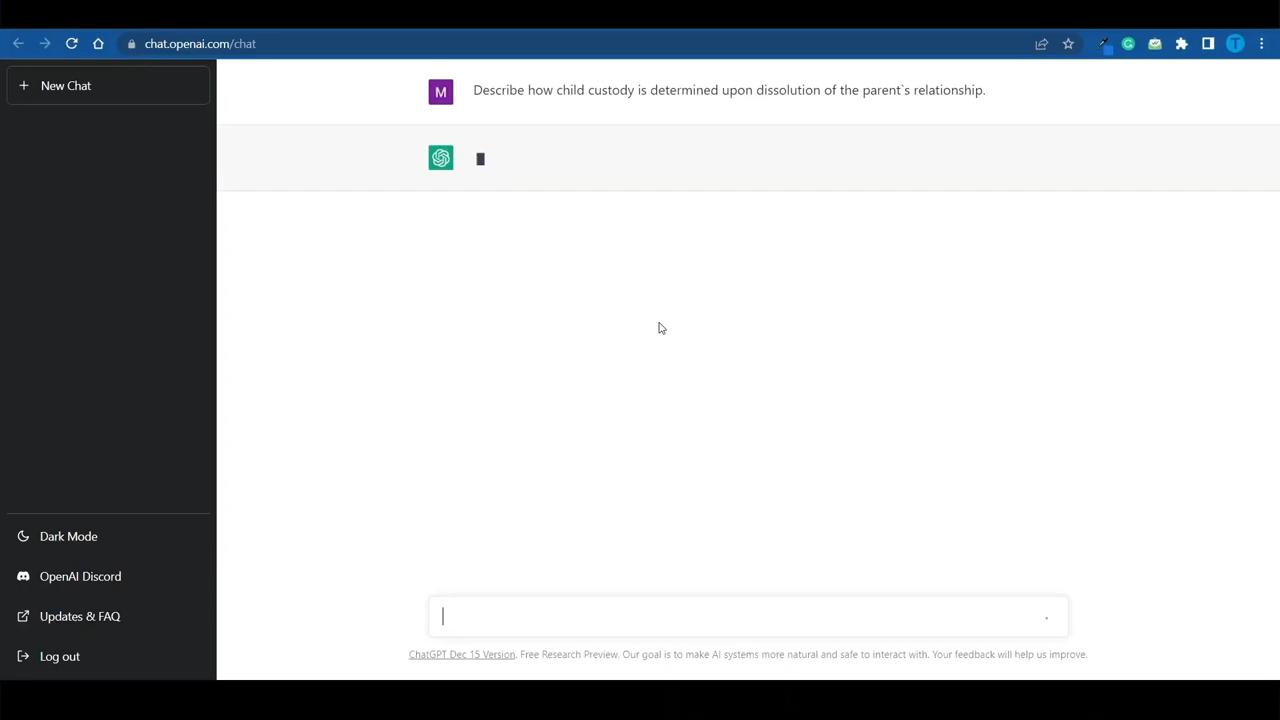 chat.openai.com/chat
T
New Chat
M
Describe how child custody is determined upon dissolution of the parent`s relationship.
Dark Mode
OpenAI Discord
Updates & FAQ
Log out
ChatGPT Dec 15 Version. Free Research Preview. Our goal is to make AI systems more natural and safe to interact with. Your feedback will help us improve.